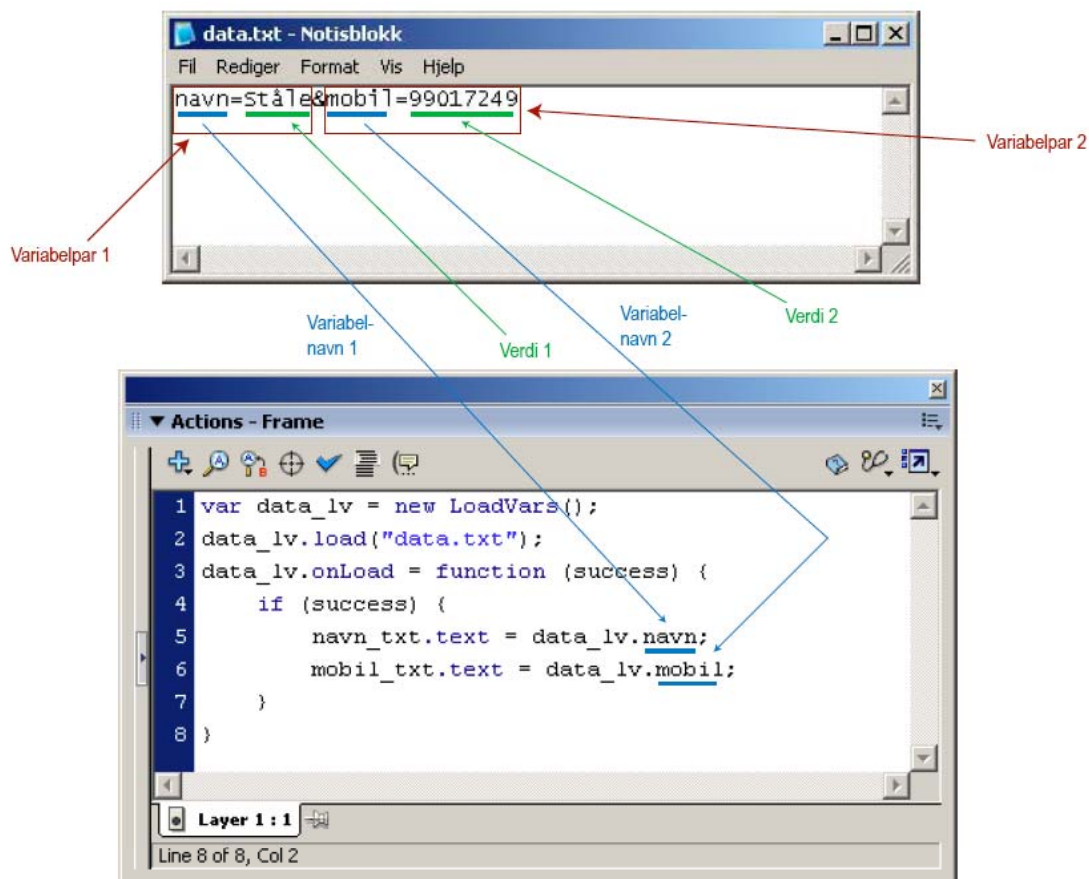 data.txt - Notisblokk
Fil Rediger Format Vis Hjelp
navn=Ståle&mobil=99017249
Variabelpar 2
Variabelpar 1
Variabel-
navn 1
Verdi 1
Variabel-
navn 2
Verdi 2
Actions - Frame
1 var data_lv = new LoadVars();
2 data_lv.load("data.txt");
3 data_lv.onLoad = function (success) {
4 if (success) {
5 navn_txt.text = data_lv.navn;
6 mobil_txt.text = data_lv.mobil;
7 }
8 }
Layer 1 : 1
Line 8 of 8, Col 2